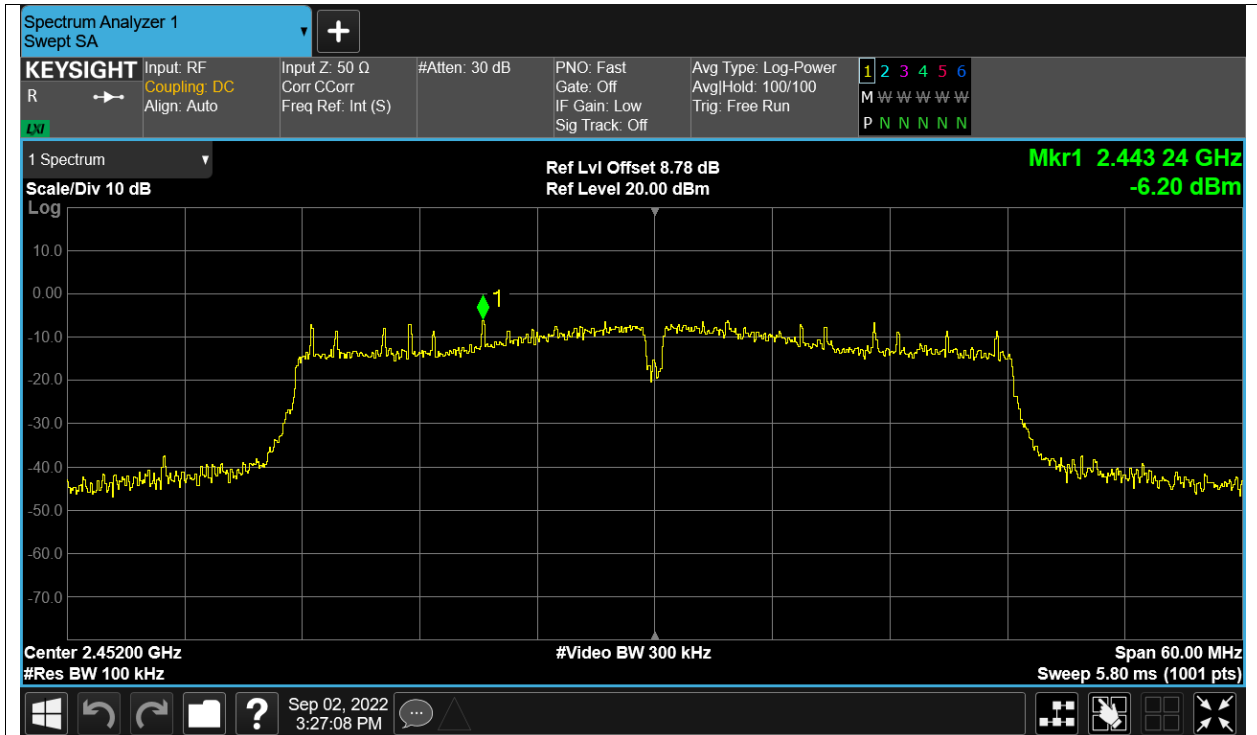 Spectrum Analyzer 1
Swept SA
+
KEYSIGHT
R
LXI
Input: RF
Coupling: DC
Align: Auto
Input Z: 50 Ω
Corr CCorr
Freq Ref: Int (S)
#Atten: 30 dB
PNO: Fast
Gate: Off
IF Gain: Low
Sig Track: Off
Avg Type: Log-Power
Avg|Hold: 100/100
Trig: Free Run
1 2 3 4 5 6
M W W W W W
P N N N N N N
1 Spectrum
Scale/Div 10 dB
Log
Ref Lvl Offset 8.78 dB
Ref Level 20.00 dBm
Mkr1 2.443 24 GHz
-6.20 dBm
10.0
0.00
1
-10.0
-20.0
-30.0
-40.0
-50.0
-60.0
-70.0
Center 2.45200 GHz
#Res BW 100 kHz
#Video BW 300 kHz
Span 60.00 MHz
Sweep 5.80 ms (1001 pts)
?
Sep 02, 2022
3:27:08 PM